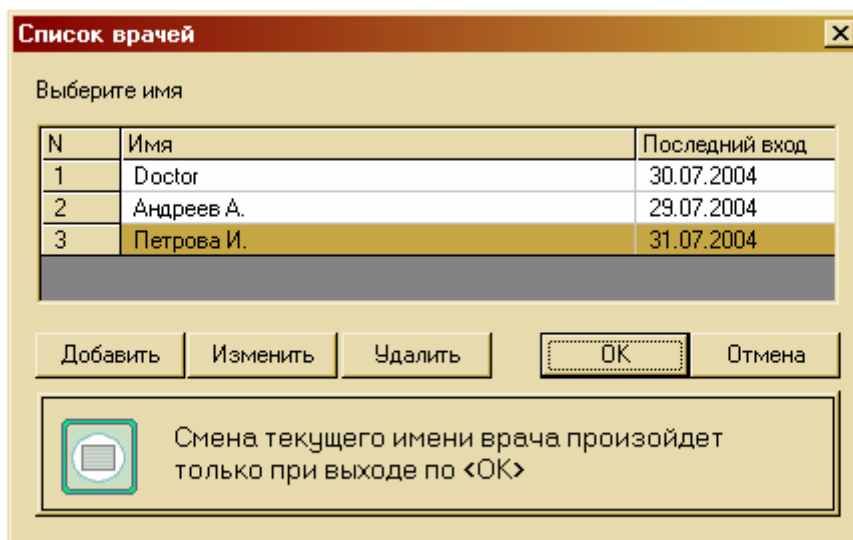 Список врачей
Выберите имя
N Имя Последний вход
1 Doctor 30.07.2004
2 Андреев А. 29.07.2004
3 Петрова И. 31.07.2004
Добавить Изменить Удалить OK Отмена
Смена текущего имени врача произойдет
только при выходе по <OK>